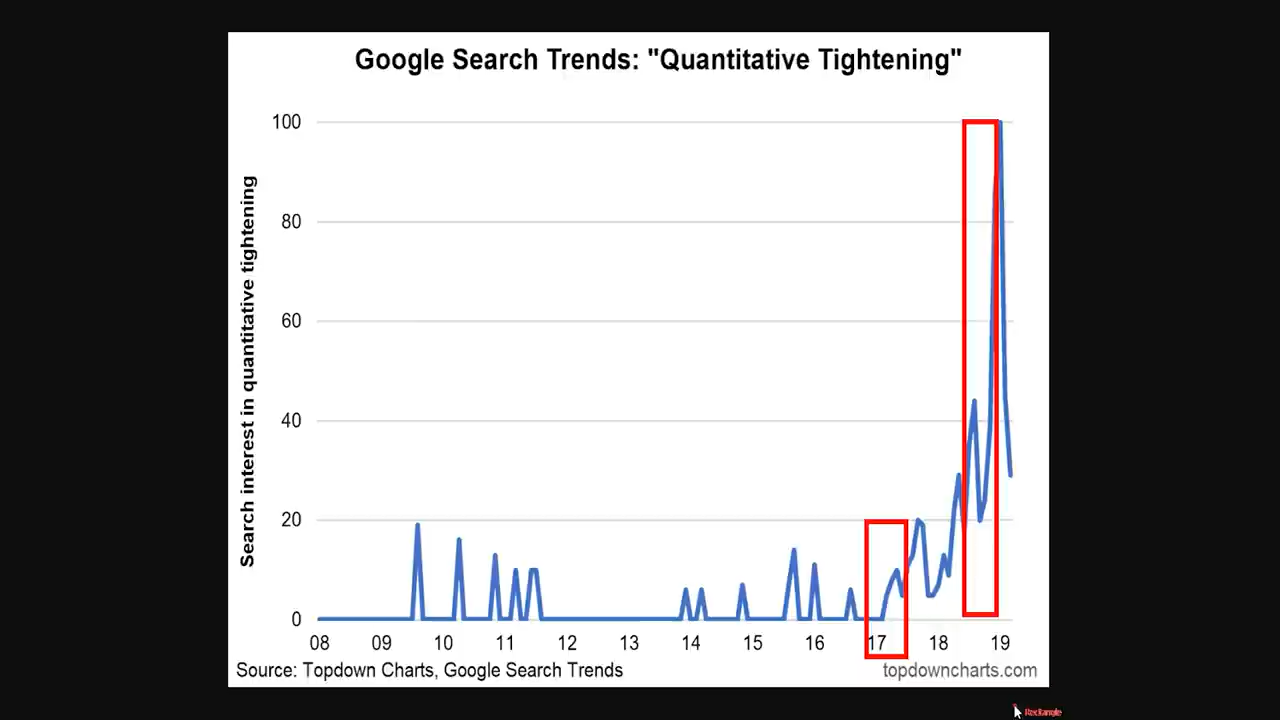 Google Search Trends: "Quantitative Tightening"
Search interest in quantitative tightening
100
80
60
40
20
0
08 09 10 11 12 13 14 15 16 17 18 19
Source: Topdown Charts, Google Search Trends
topdowncharts.com
Rectangle